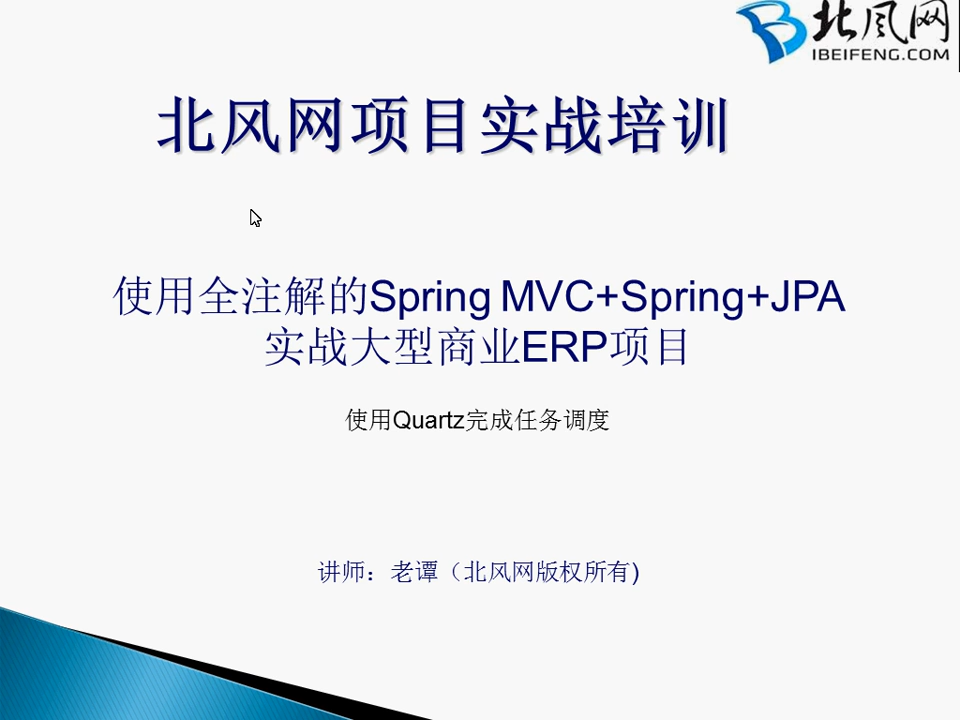 北风网
IBEIFENG.COM
北风网项目实战培训
使用全注解的Spring MVC+Spring+JPA
实战大型商业ERP项目
使用Quartz完成任务调度
讲师：老谭（北风网版权所有)